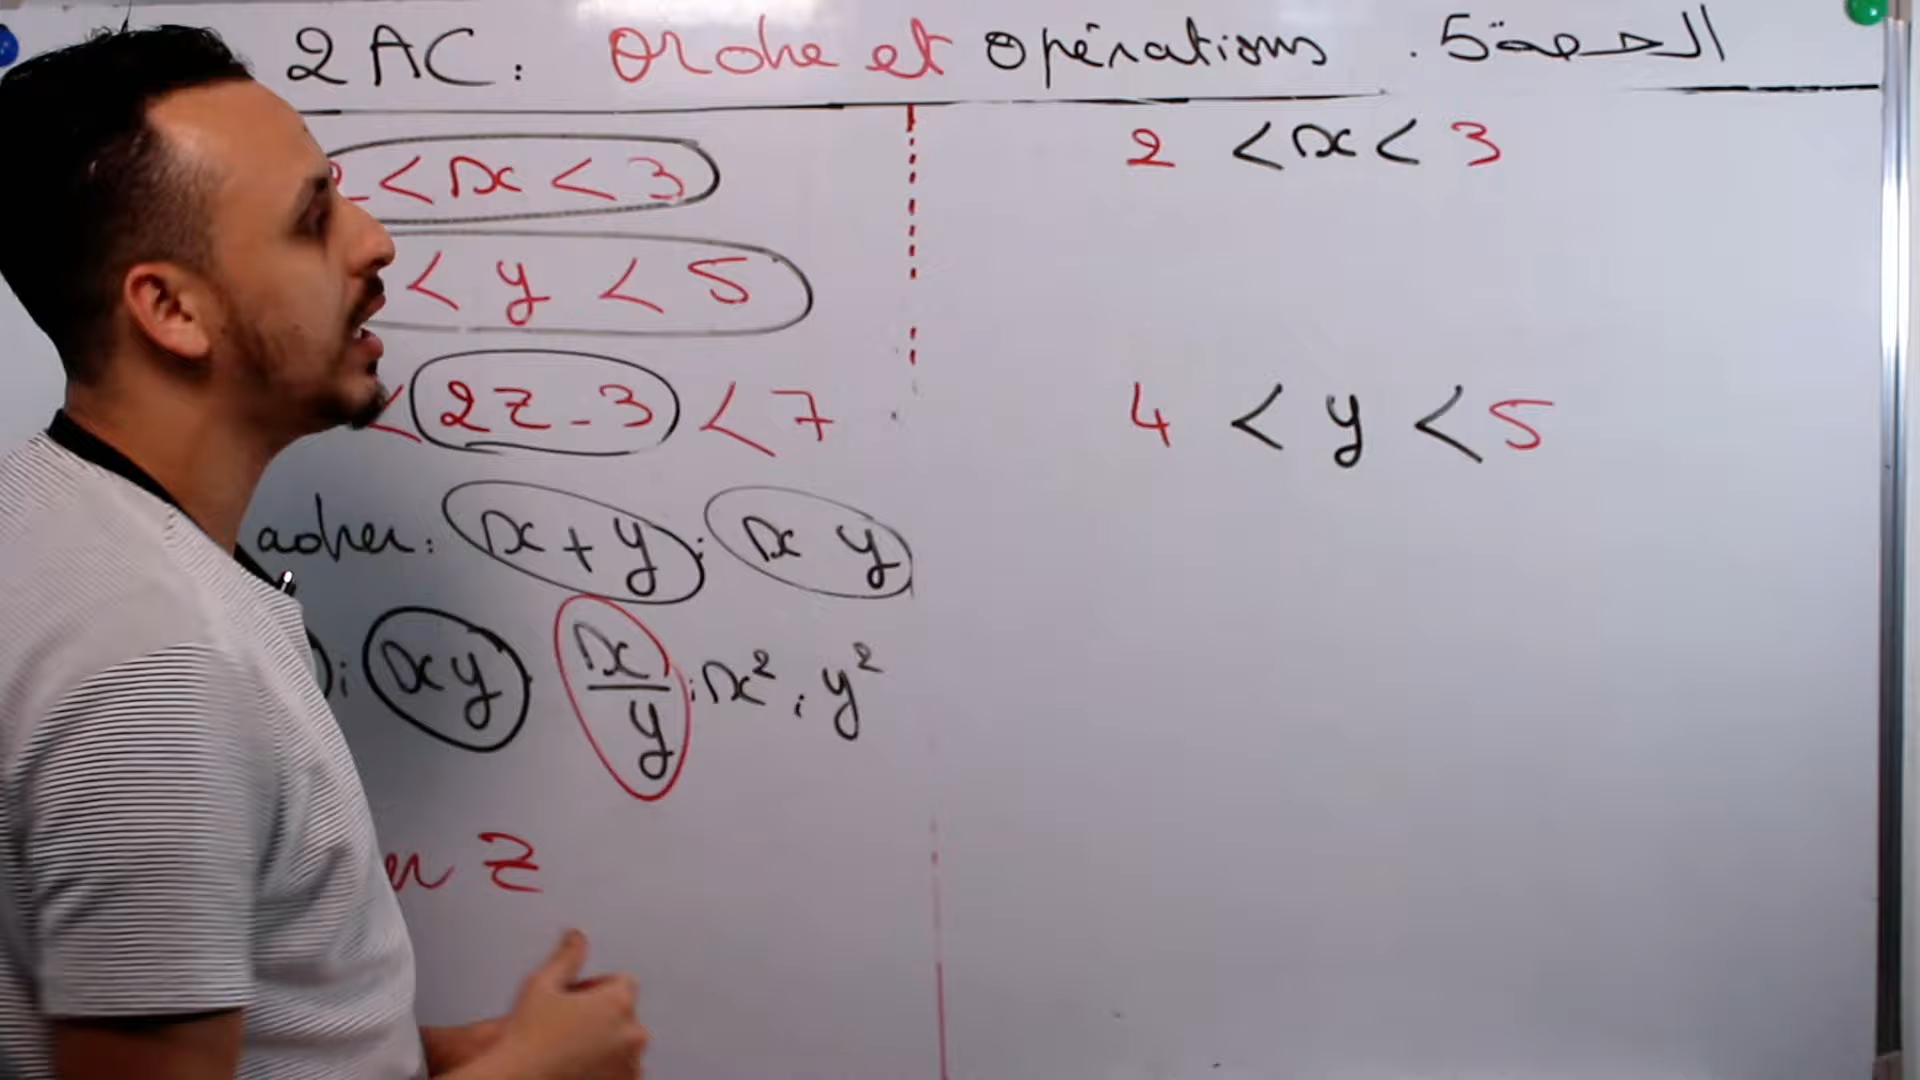 2AC: Ordre et Opérations. الحصة 5
2 < x < 3
< y < 5
< 2z - 3 < 7
adrer: x + y ; x y
); xy ; x/y ; x² ; y²
er z
2 < x < 3
4 < y < 5